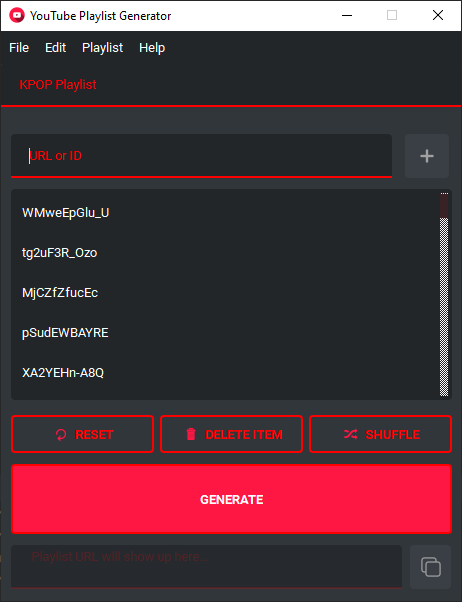 YouTube Playlist Generator
File Edit Playlist Help
KPOP Playlist
URL or ID
WMweEpGlu_U
tg2uF3R_Ozo
MjCZfZfucEc
pSudEWBAYRE
XA2YEHn-A8Q
RESET DELETE ITEM SHUFFLE
GENERATE
Playlist URL will show up here...